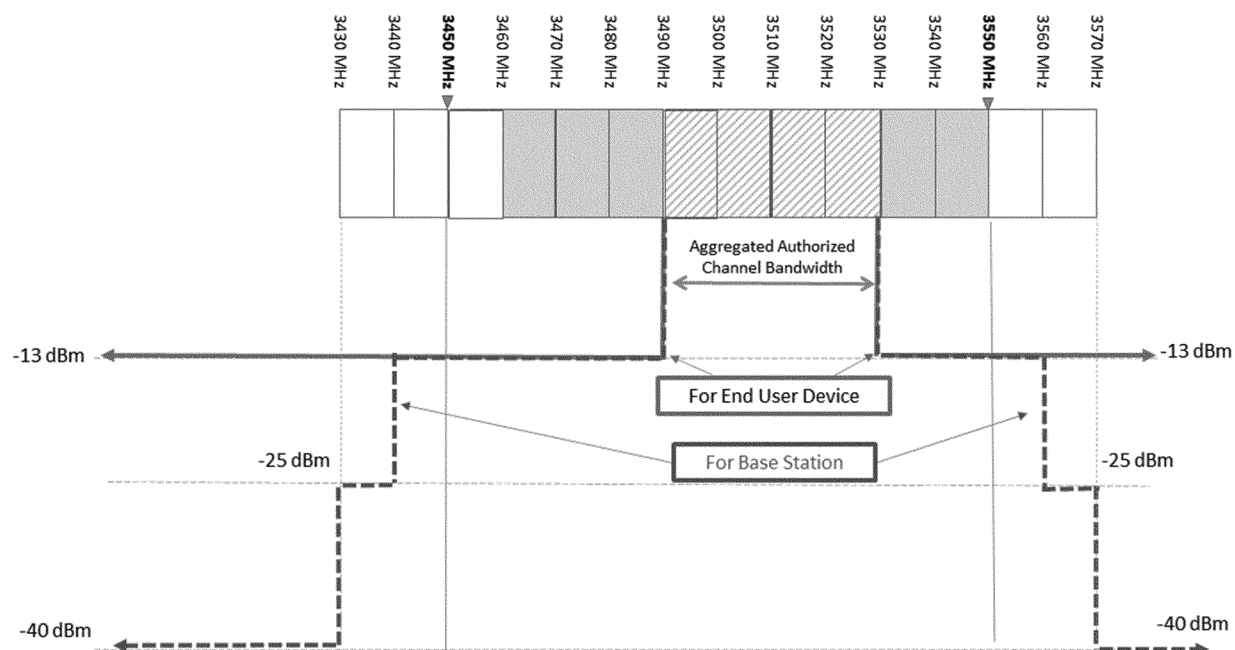 3430 MHz
3440 MHz
3450 MHz
3460 MHz
3470 MHz
3480 MHz
3490 MHz
3500 MHz
3510 MHz
3520 MHz
3530 MHz
3540 MHz
3550 MHz
3560 MHz
3570 MHz
Aggregated Authorized
Channel Bandwidth
-13 dBm
-13 dBm
For End User Device
For Base Station
-25 dBm
-25 dBm
-40 dBm
-40 dBm